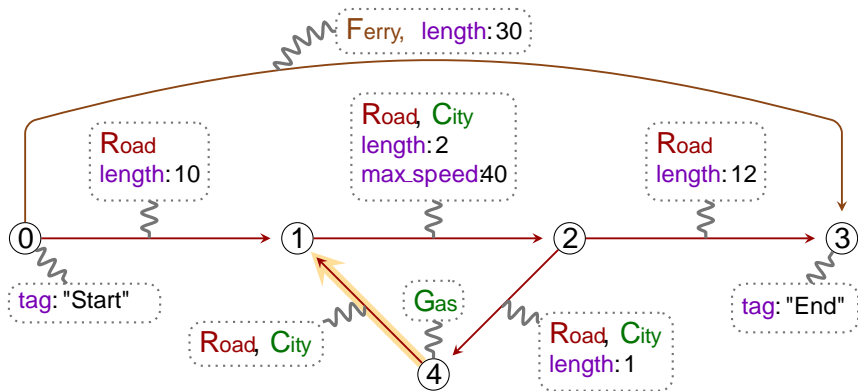 Ferry, length: 30
Road
length: 10
Road, City
length: 2
max_speed: 40
Road
length: 12
0
1
2
3
tag: "Start"
Gas
tag: "End"
Road, City
Road, City
length: 1
4